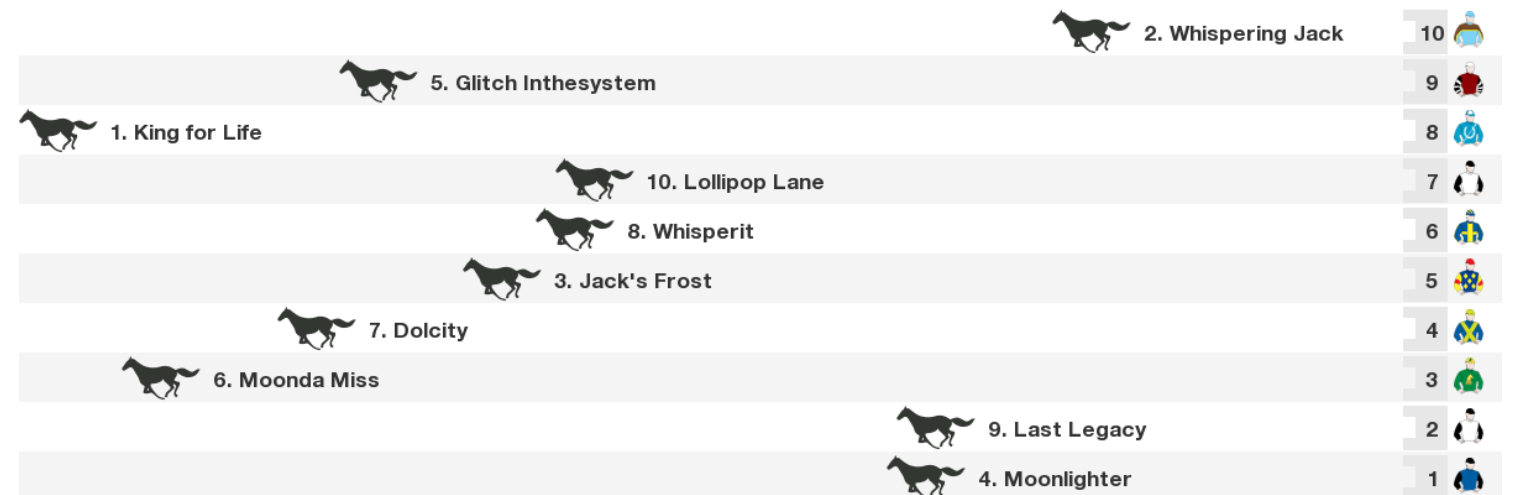 2. Whispering Jack 10
5. Glitch Inthesystem 9
1. King for Life 8
10. Lollipop Lane 7
8. Whisperit 6
3. Jack's Frost 5
7. Dolcity 4
6. Moonda Miss 3
9. Last Legacy 2
4. Moonlighter 1